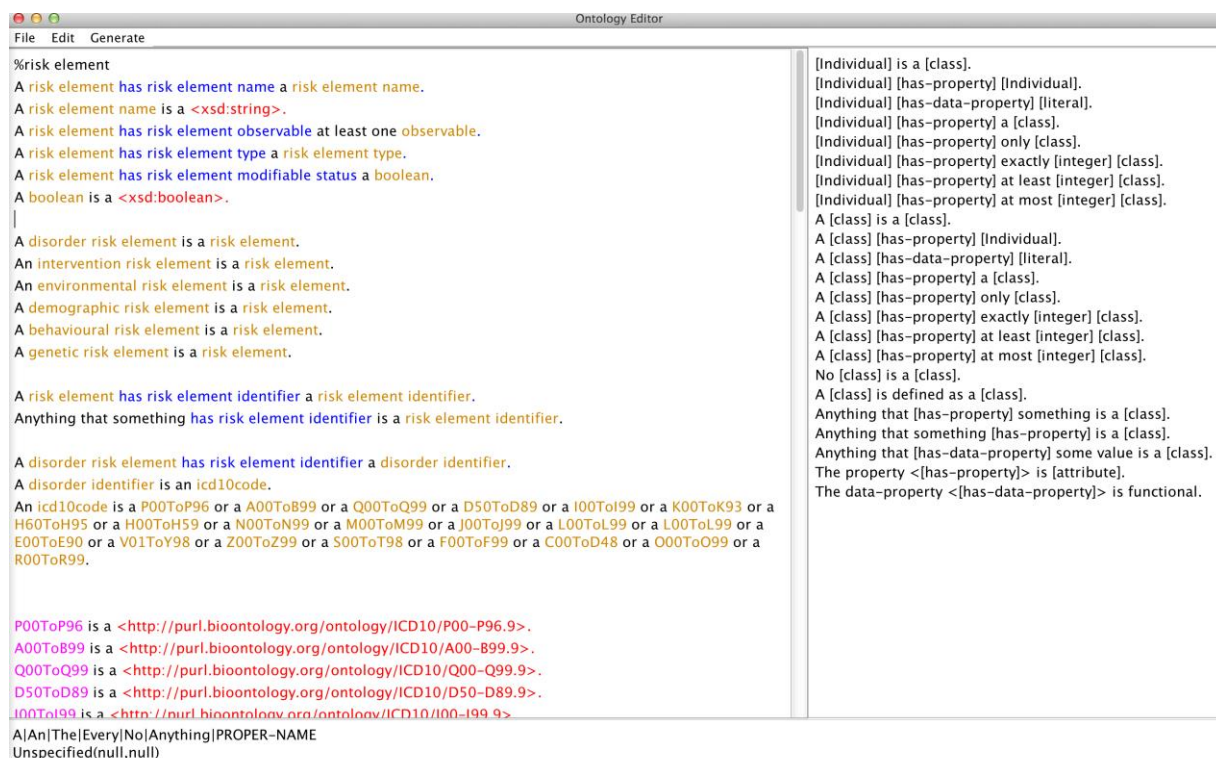 Ontology Editor
File Edit Generate
%risk element
A risk element has risk element name a risk element name.
A risk element name is a <xsd:string>.
A risk element has risk element observable at least one observable.
A risk element has risk element type a risk element type.
A risk element has risk element modifiable status a boolean.
A boolean is a <xsd:boolean>.
A disorder risk element is a risk element.
An intervention risk element is a risk element.
An environmental risk element is a risk element.
A demographic risk element is a risk element.
A behavioural risk element is a risk element.
A genetic risk element is a risk element.
A risk element has risk element identifier a risk element identifier.
Anything that something has risk element identifier is a risk element identifier.
A disorder risk element has risk element identifier a disorder identifier.
A disorder identifier is an icd10code.
An icd10code is a P00ToP96 or a A00ToB99 or a Q00ToQ99 or a D50ToD89 or a I00ToI99 or a K00ToK93 or a
H60ToH95 or a H00ToH59 or a N00ToN99 or a M00ToM99 or a J00ToJ99 or a L00ToL99 or a L00ToL99 or a
E00ToE90 or a V01ToY98 or a Z00ToZ99 or a S00ToT98 or a F00ToF99 or a C00ToD48 or a O00ToO99 or a
R00ToR99.
P00ToP96 is a <http://purl.bioontology.org/ontology/ICD10/P00-P96.9>.
A00ToB99 is a <http://purl.bioontology.org/ontology/ICD10/A00-B99.9>.
Q00ToQ99 is a <http://purl.bioontology.org/ontology/ICD10/Q00-Q99.9>.
D50ToD89 is a <http://purl.bioontology.org/ontology/ICD10/D50-D89.9>.
I00ToI99 is a <http://purl.bioontology.org/ontology/ICD10/I00-I99.9>
[Individual] is a [class].
[Individual] [has-property] [Individual].
[Individual] [has-data-property] [literal].
[Individual] [has-property] a [class].
[Individual] [has-property] only [class].
[Individual] [has-property] exactly [integer] [class].
[Individual] [has-property] at least [integer] [class].
[Individual] [has-property] at most [integer] [class].
A [class] is a [class].
A [class] [has-property] [Individual].
A [class] [has-data-property] [literal].
A [class] [has-property] a [class].
A [class] [has-property] only [class].
A [class] [has-property] exactly [integer] [class].
A [class] [has-property] at least [integer] [class].
A [class] [has-property] at most [integer] [class].
No [class] is a [class].
A [class] is defined as a [class].
Anything that [has-property] something is a [class].
Anything that something [has-property] is a [class].
Anything that [has-data-property] some value is a [class].
The property <[has-property]> is [attribute].
The data-property <[has-data-property]> is functional.
A|An|The|Every|No|Anything|PROPER-NAME
Unspecified(null,null)